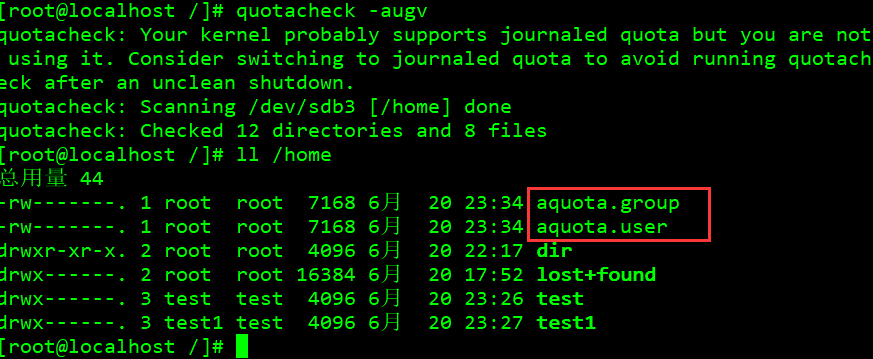 [root@localhost /]# quotacheck -augv
quotacheck: Your kernel probably supports journaled quota but you are not
 using it. Consider switching to journaled quota to avoid running quotach
eck after an unclean shutdown.
quotacheck: Scanning /dev/sdb3 [/home] done
quotacheck: Checked 12 directories and 8 files
[root@localhost /]# ll /home
总用量 44
-rw-------. 1 root  root   7168 6月  20 23:34 aquota.group
-rw-------. 1 root  root   7168 6月  20 23:34 aquota.user
drwxr-xr-x. 2 root  root   4096 6月  20 22:17 dir
drwx------. 2 root  root  16384 6月  20 17:52 lost+found
drwx------. 3 test  test   4096 6月  20 23:26 test
drwx------. 3 test1 test   4096 6月  20 23:27 test1
[root@localhost /]#